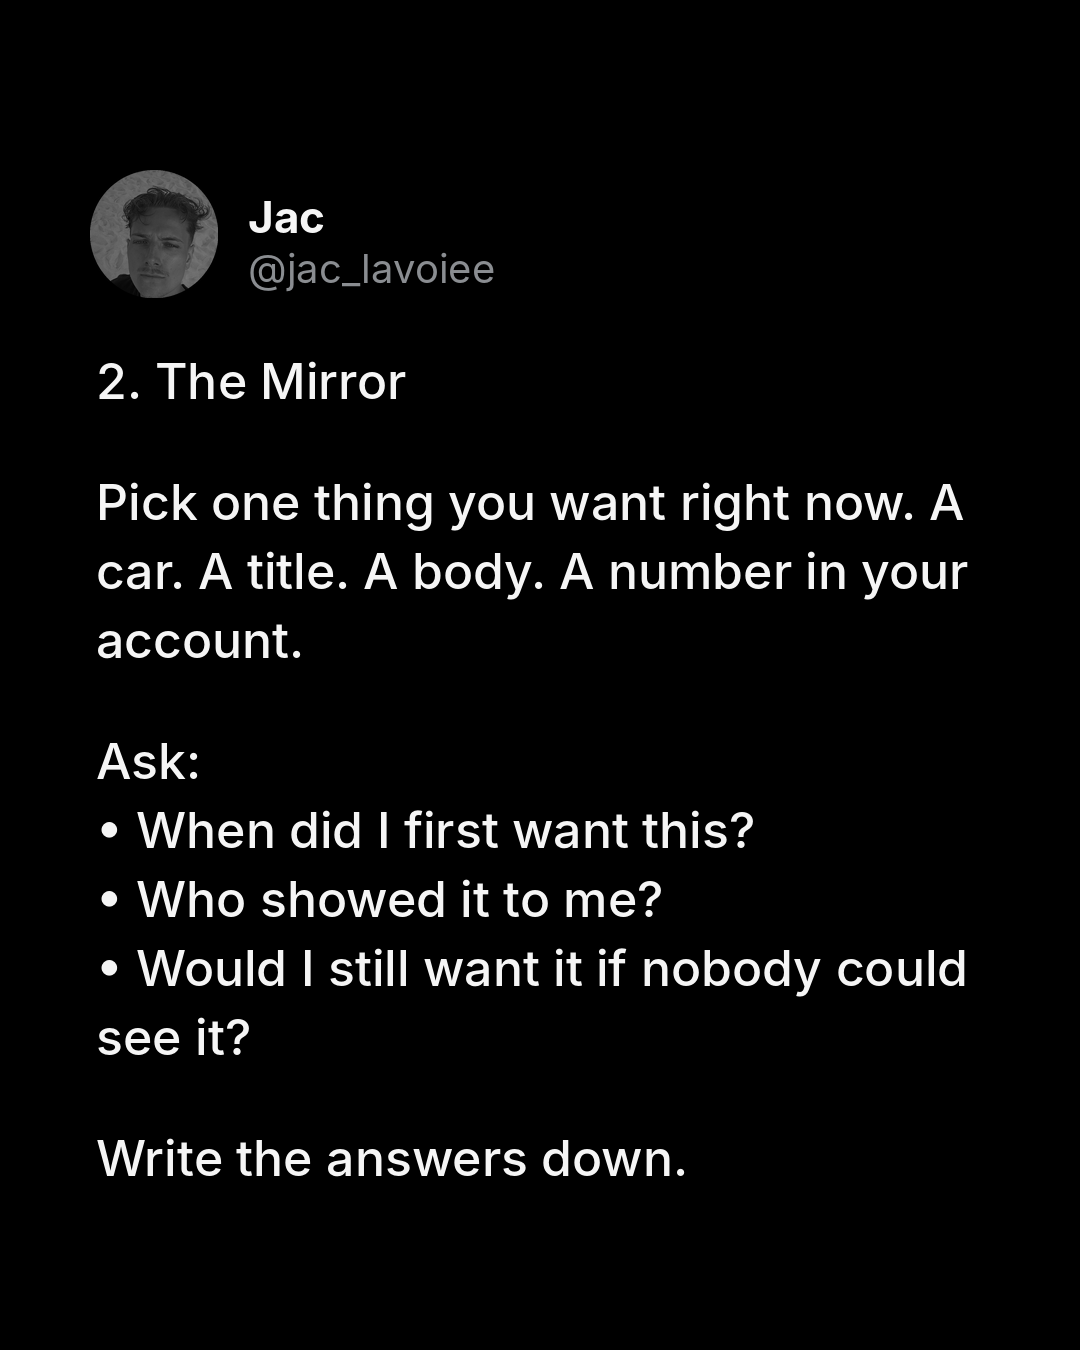 Jac
@jac_lavoiee
2. The Mirror
Pick one thing you want right now. A
car. A title. A body. A number in your
account.
Ask:
• When did I first want this?
• Who showed it to me?
• Would I still want it if nobody could
see it?
Write the answers down.